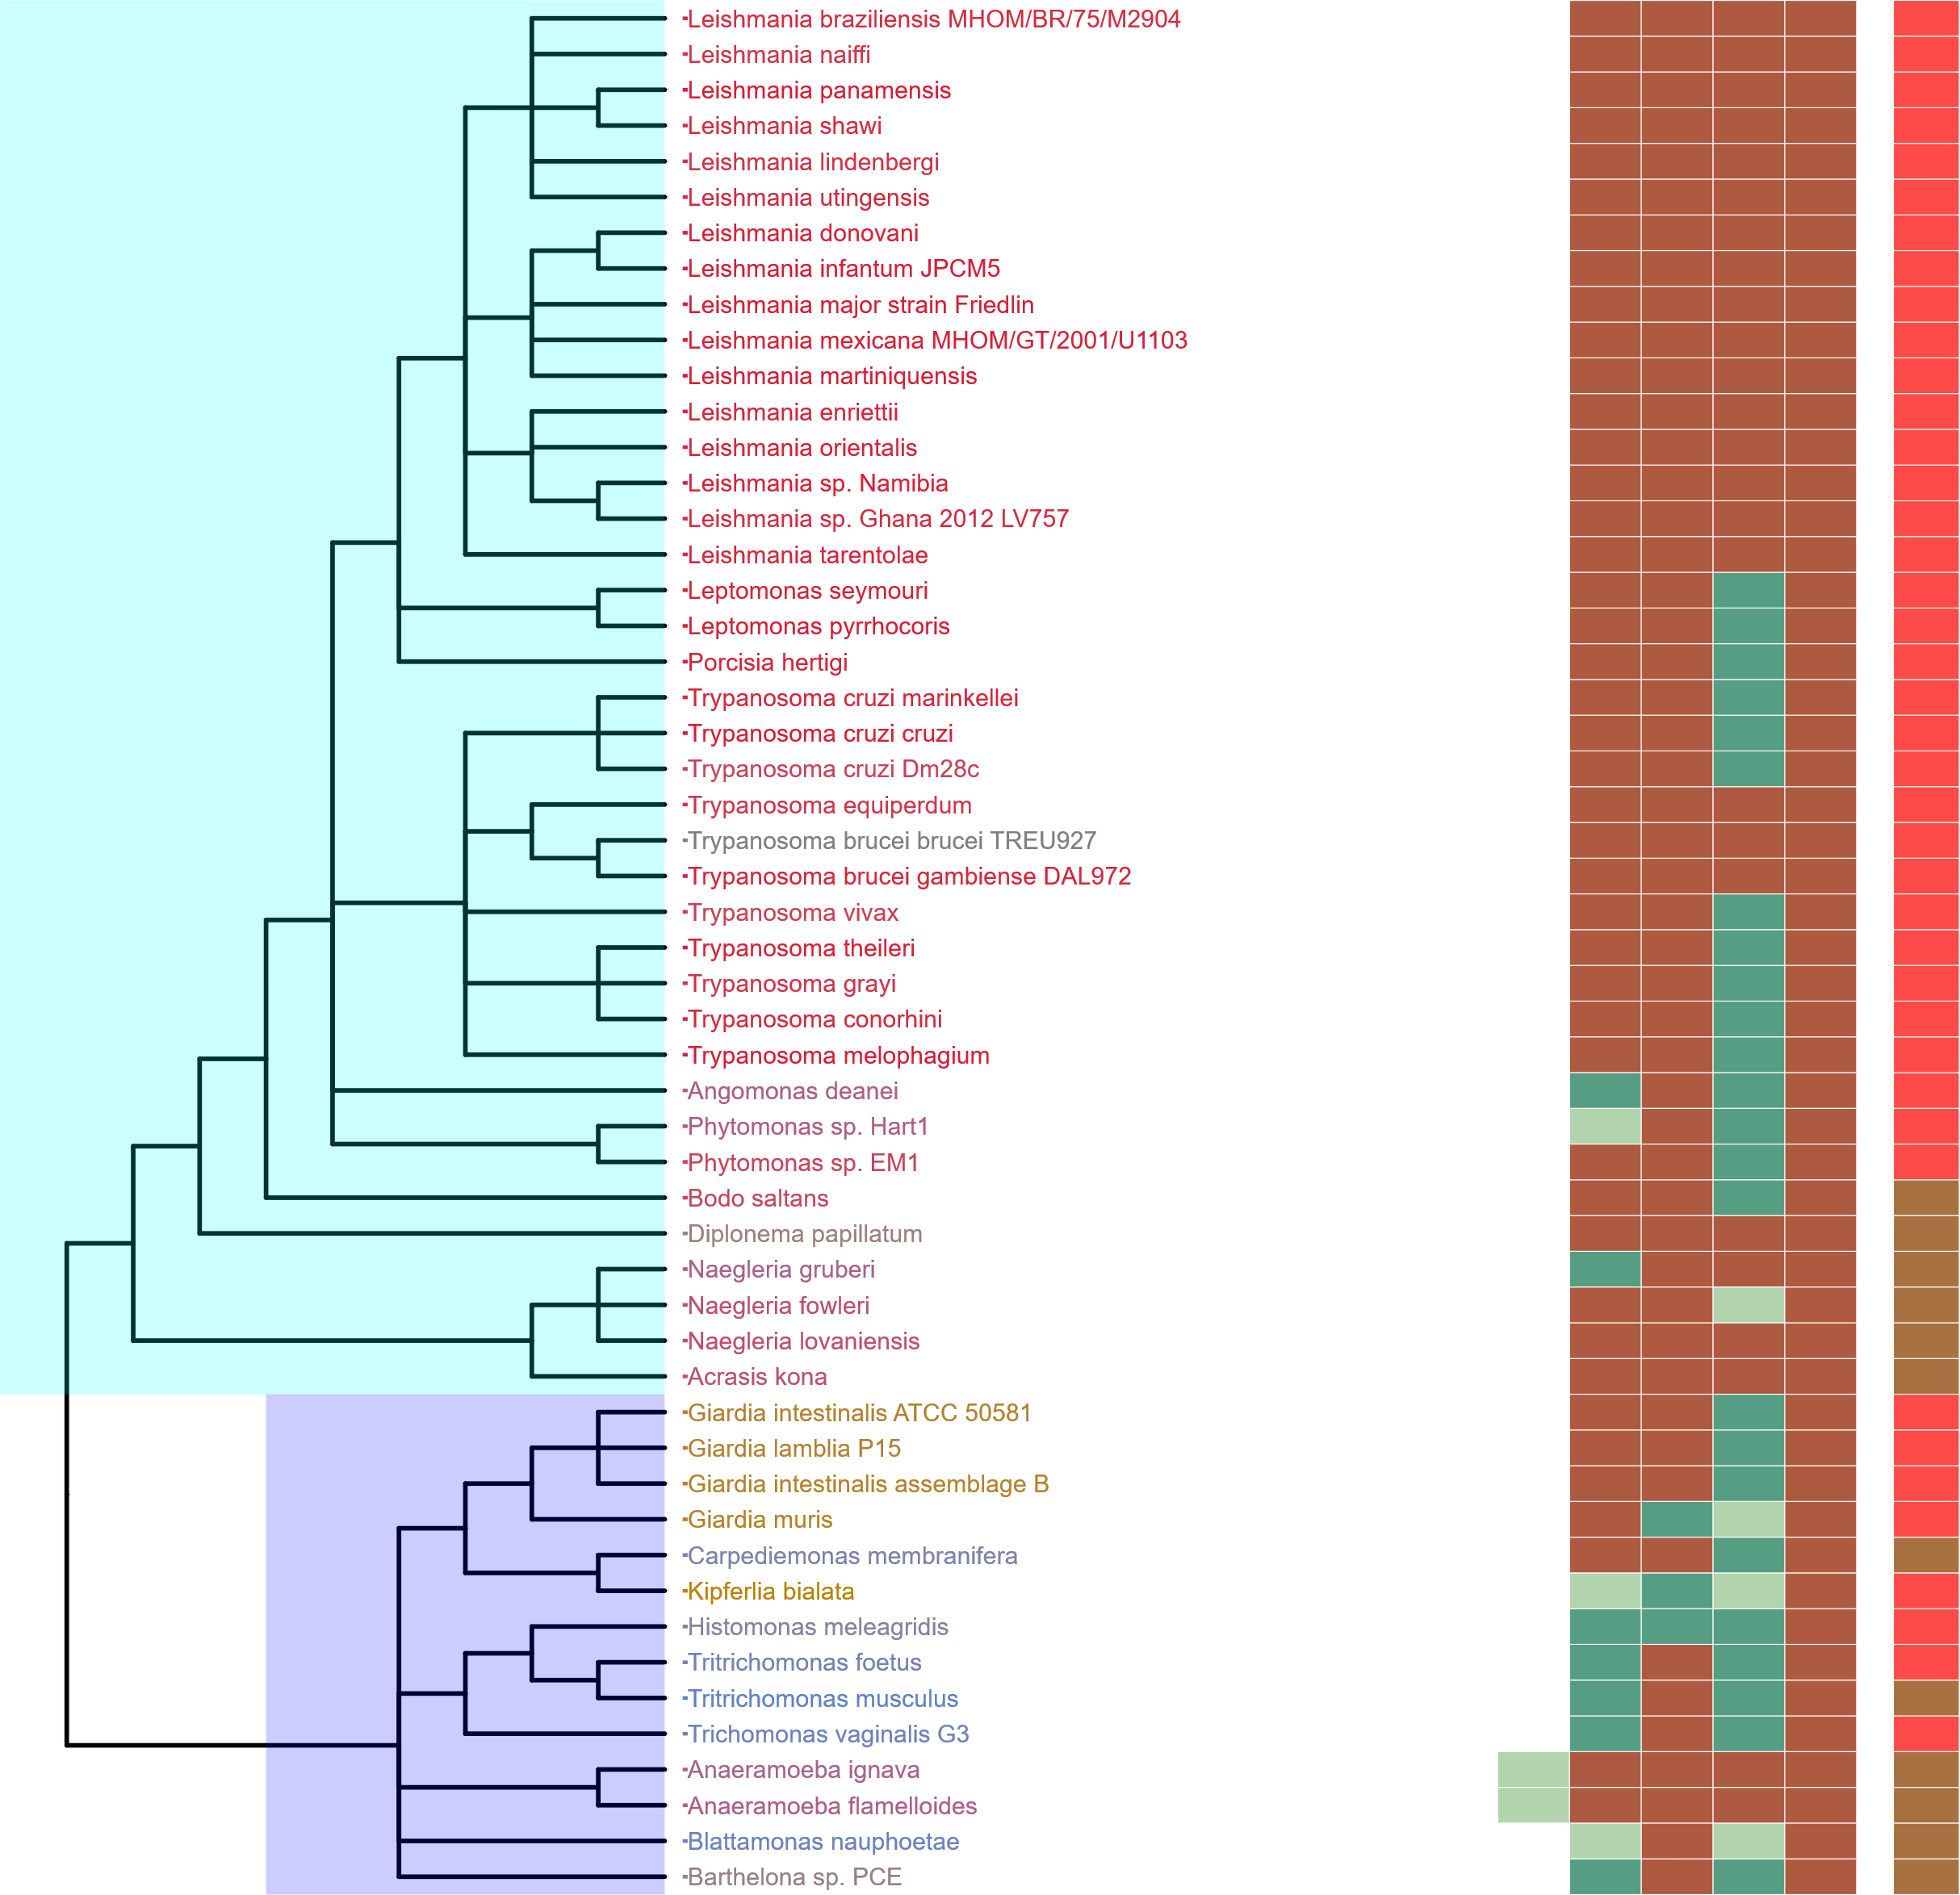 Leishmania braziliensis MHOM/BR/75/M2904
Leishmania naiffi
Leishmania panamensis
Leishmania shawi
Leishmania lindenbergi
Leishmania utingensis
Leishmania donovani
Leishmania infantum JPCM5
Leishmania major strain Friedlin
Leishmania mexicana MHOM/GT/2001/U1103
Leishmania martiniquensis
Leishmania enriettii
Leishmania orientalis
Leishmania sp. Namibia
Leishmania sp. Ghana 2012 LV757
Leishmania tarentolae
Leptomonas seymouri
Leptomonas pyrrhocoris
Porcisia hertigi
Trypanosoma cruzi marinkellei
Trypanosoma cruzi cruzi
Trypanosoma cruzi Dm28c
Trypanosoma equiperdum
Trypanosoma brucei brucei TREU927
Trypanosoma brucei gambiense DAL972
Trypanosoma vivax
Trypanosoma theileri
Trypanosoma grayi
Trypanosoma conorhini
Trypanosoma melophagium
Angomonas deanei
Phytomonas sp. Hart1
Phytomonas sp. EM1
Bodo saltans
Diplonema papillatum
Naegleria gruberi
Naegleria fowleri
Naegleria lovaniensis
Acrasis kona
Giardia intestinalis ATCC 50581
Giardia lamblia P15
Giardia intestinalis assemblage B
Giardia muris
Carpediemonas membranifera
Kipferlia bialata
Histomonas meleagridis
Tritrichomonas foetus
Tritrichomonas musculus
Trichomonas vaginalis G3
Anaeramoeba ignava
Anaeramoeba flamelloides
Blattamonas nauphoetae
Barthelona sp. PCE